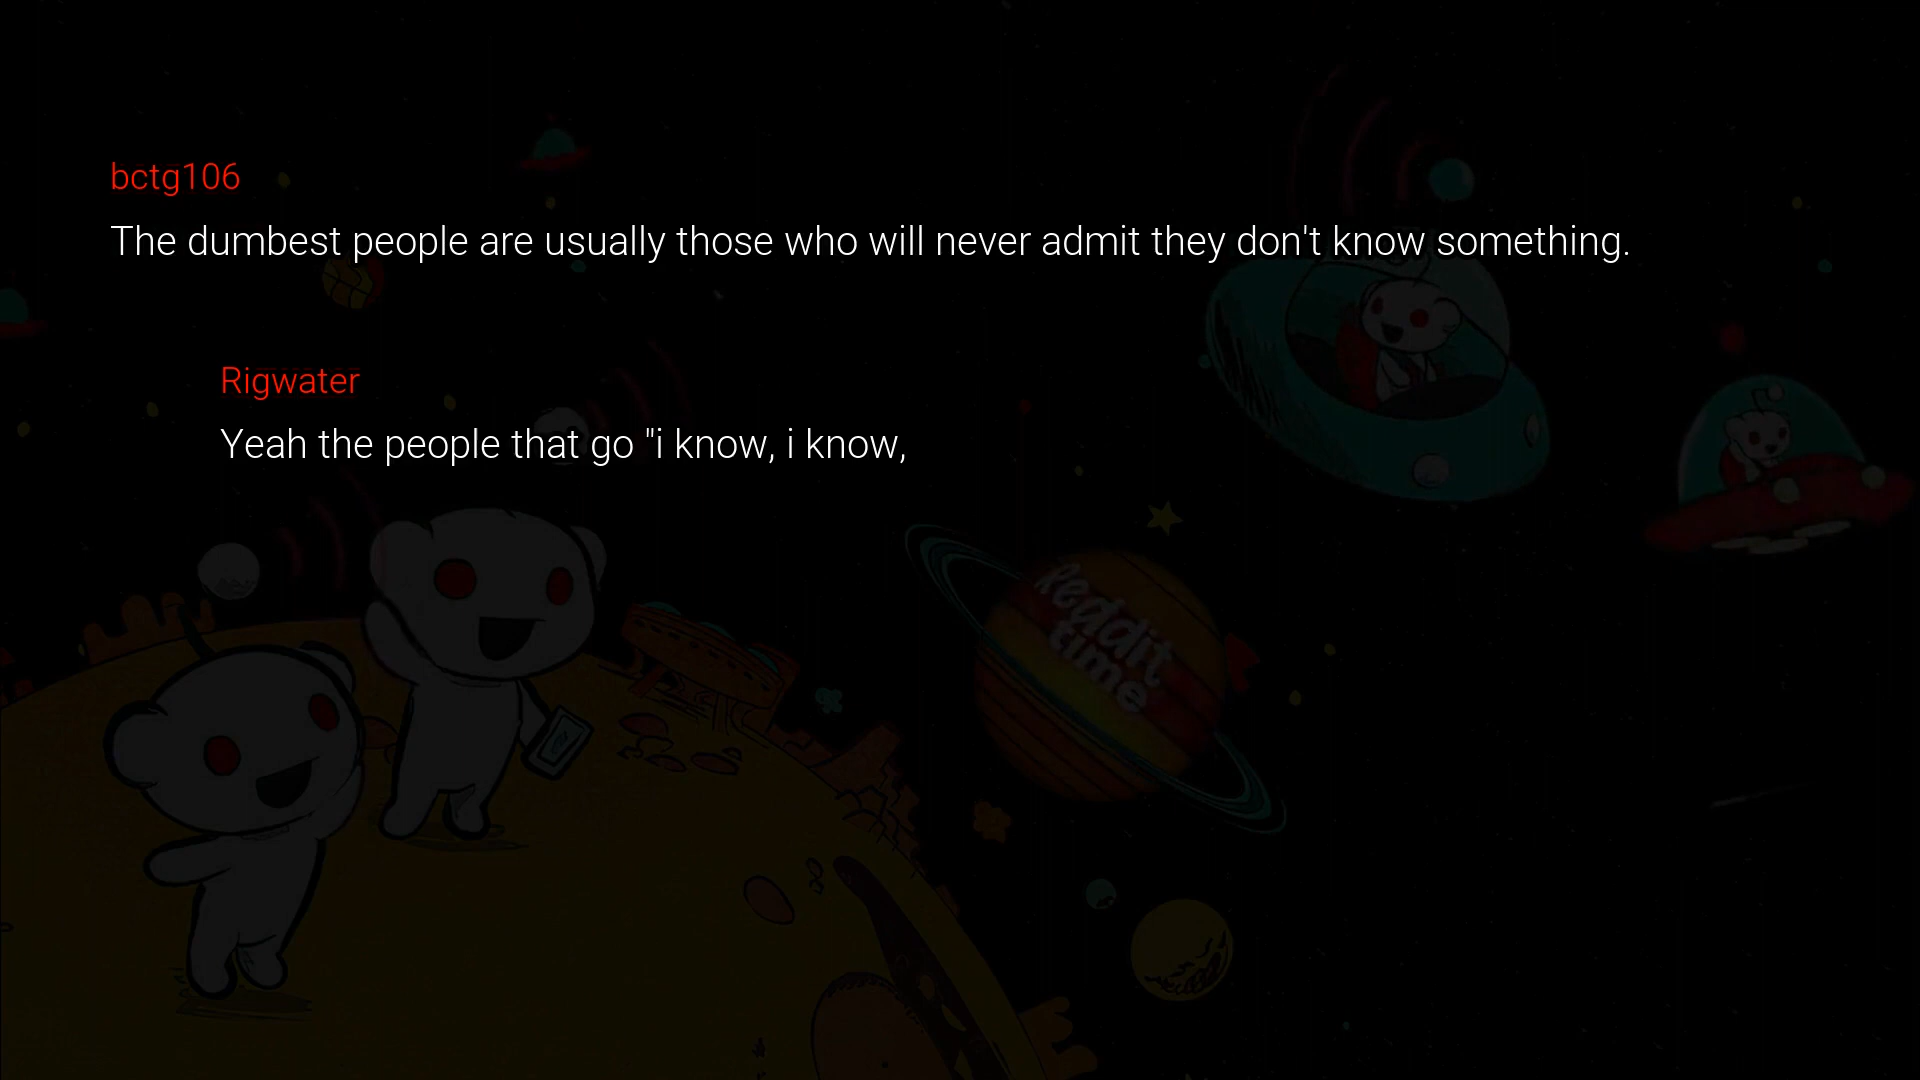 bctg106
The dumbest people are usually those who will never admit they don't know something.
Rigwater
Yeah the people that go "i know, i know,
Reddit
time